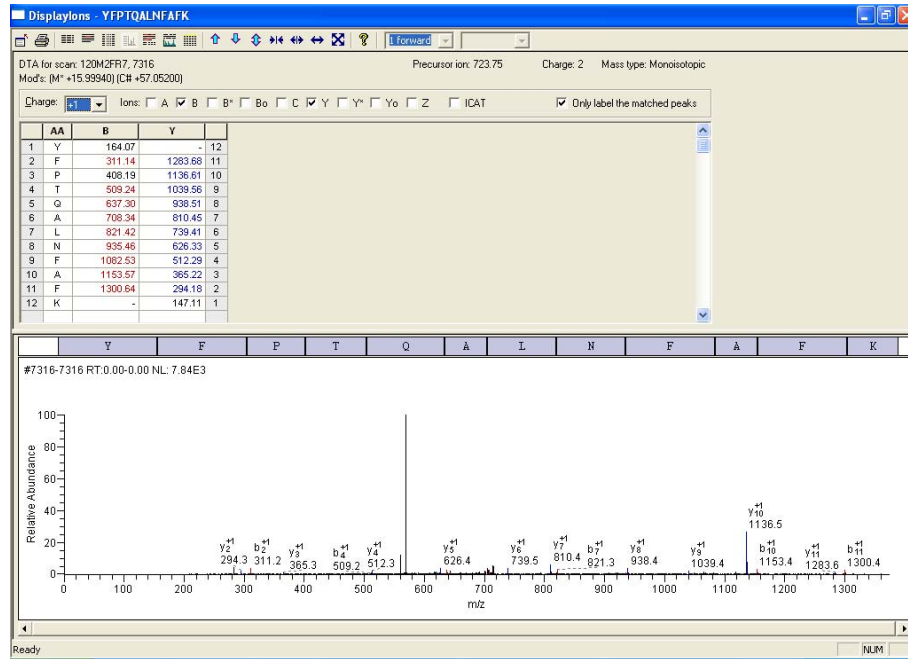 DisplayIons - YFPTQALNFAFK
1 forward
DTA for scan: 120M2FR7, 7316 Precursor ion: 723.75 Charge: 2 Mass type: Monoisotopic
Mod's: (M* +15.99940) (C# +57.05200)
Charge: +1 Ions: A B B* Bo C Y Y* Yo Z ICAT Only label the matched peaks
AA B Y
1 Y 164.07 - 12
2 F 311.14 1283.68 11
3 P 408.19 1136.61 10
4 T 509.24 1039.56 9
5 Q 637.30 938.51 8
6 A 708.34 810.45 7
7 L 821.42 739.41 6
8 N 935.46 626.33 5
9 F 1082.53 512.29 4
10 A 1153.57 365.22 3
11 F 1300.64 294.18 2
12 K - 147.11 1
Y F P T Q A L N F A F K
#7316-7316 RT:0.00-0.00 NL: 7.84E3
100
80
60
40
20
0
Relative Abundance
y2+1 294.3
b2+1 311.2
y3+1 365.3
b4+1 509.2
y4+1 512.3
y5+1 626.4
y6+1 739.5
y7+1 810.4
b7+1 821.3
y8+1 938.4
y9+1 1039.4
y10+1 1136.5
b10+1 1153.4
y11+1 1283.6
b11+1 1300.4
0 100 200 300 400 500 600 700 800 900 1000 1100 1200 1300
m/z
Ready NUM